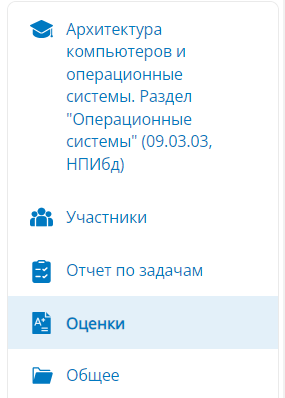 Архитектура
компьютеров и
операционные
системы. Раздел
"Операционные
системы" (09.03.03,
НПИбд)
Участники
Отчет по задачам
A+
Оценки
Общее